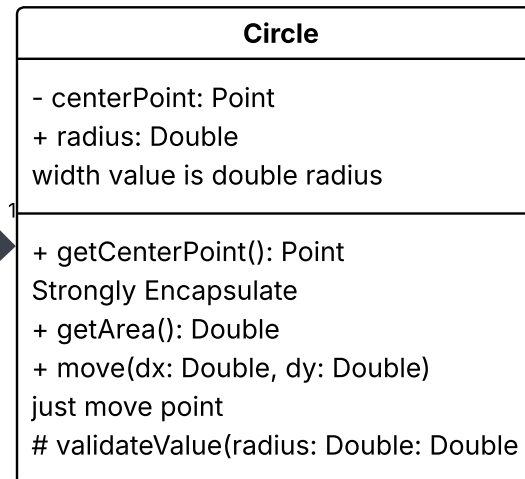 Circle
- centerPoint: Point
+ radius: Double
width value is double radius
1
+ getCenterPoint(): Point
Strongly Encapsulate
+ getArea(): Double
+ move(dx: Double, dy: Double)
just move point
# validateValue(radius: Double: Double